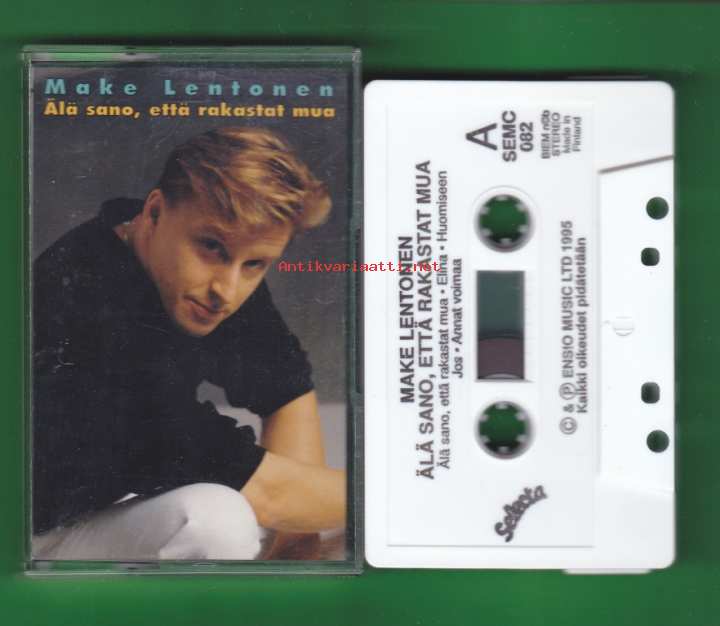 Make Lentonen
Älä sano, että rakastat mua
Antikvariaatti.net
A
SEMC
082
BIEM n©b
STEREO
Made in
Finland
MAKE LENTONEN
ÄLÄ SANO, ETTÄ RAKASTAT MUA
Älä sano, että rakastat mua • Elina • Huomiseen
Jos • Annat voimaa
© & ℗ ENSIO MUSIC LTD 1995
Kaikki oikeudet pidätetään
Selecta